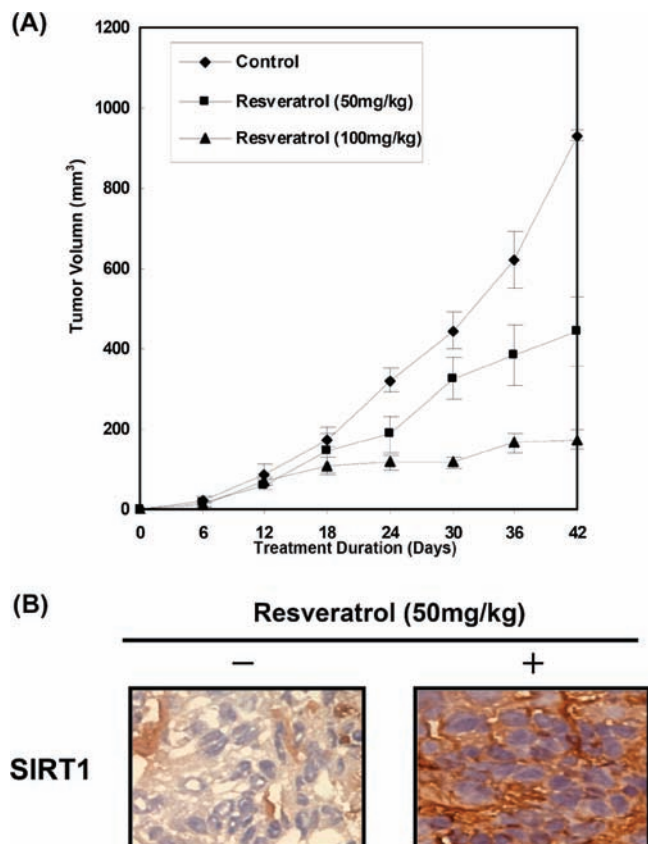 (A)
1200
1000
800
600
400
200
0
Tumor Volumn (mm³)
Control
Resveratrol (50mg/kg)
Resveratrol (100mg/kg)
0 6 12 18 24 30 36 42
Treatment Duration (Days)
(B)
Resveratrol (50mg/kg)
− +
SIRT1